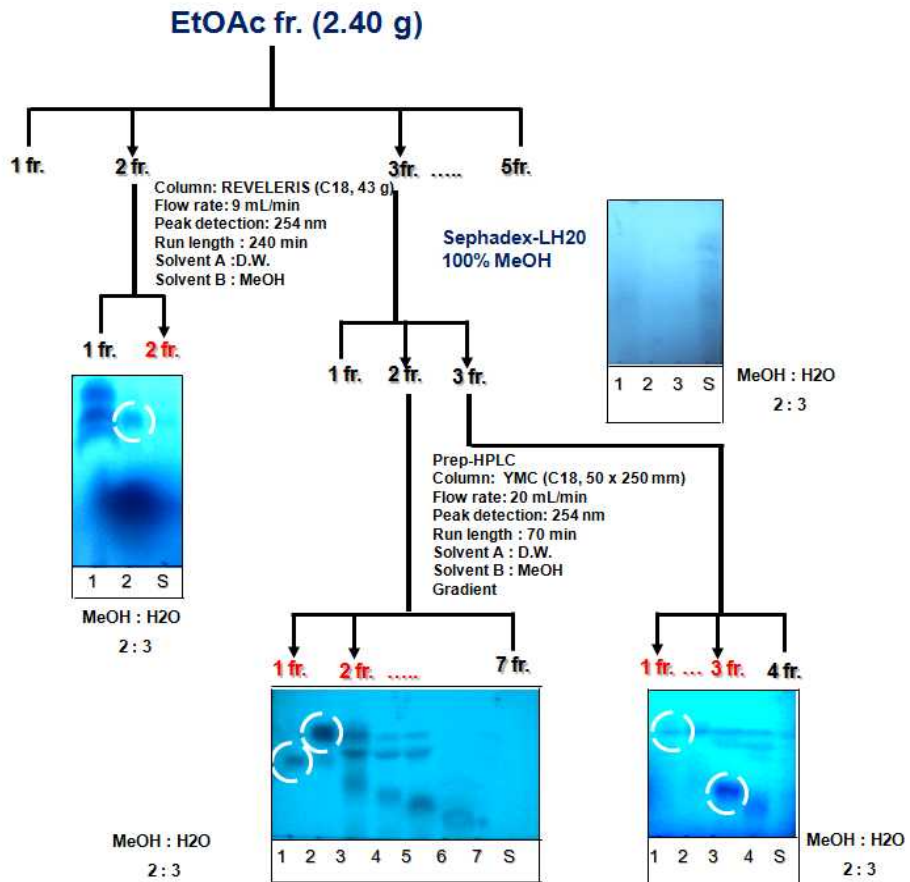 EtOAc fr. (2.40 g)
1 fr. 2 fr. 3fr. ..... 5fr.
Column: REVELERIS (C18, 43 g)
Flow rate: 9 mL/min
Peak detection: 254 nm
Run length : 240 min
Solvent A :D.W.
Solvent B : MeOH
Sephadex-LH20
100% MeOH
1 2 3 S
MeOH : H2O
2 : 3
1 fr. 2 fr.
1 2 S
MeOH : H2O
2 : 3
1 fr. 2 fr. 3 fr.
Prep-HPLC
Column: YMC (C18, 50 x 250 mm)
Flow rate: 20 mL/min
Peak detection: 254 nm
Run length : 70 min
Solvent A : D.W.
Solvent B : MeOH
Gradient
1 fr. 2 fr. ..... 7 fr.
1 2 3 4 5 6 7 S
MeOH : H2O
2 : 3
1 fr. ... 3 fr. 4 fr.
1 2 3 4 S
MeOH : H2O
2 : 3